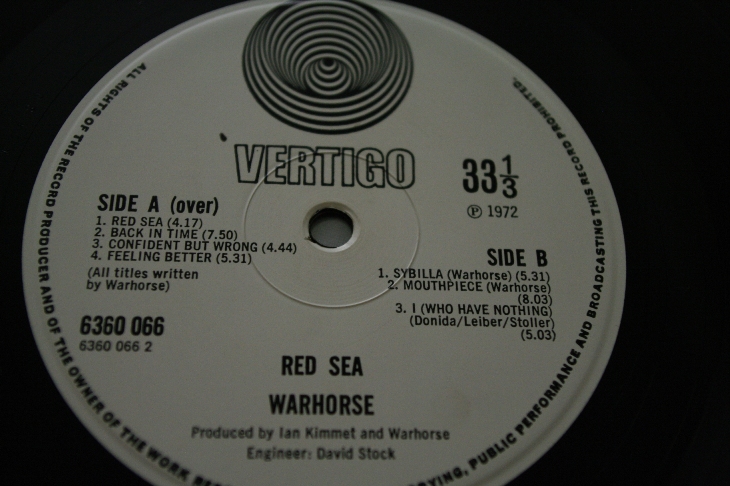 VERTIGO
33 1/3
Ⓟ 1972
SIDE A (over)
1. RED SEA (4.17)
2. BACK IN TIME (7.50)
3. CONFIDENT BUT WRONG (4.44)
4. FEELING BETTER (5.31)
(All titles written
by Warhorse)
6360 066
6360 066 2
SIDE B
1. SYBILLA (Warhorse) (5.31)
2. MOUTHPIECE (Warhorse)
(8.03)
3. I (WHO HAVE NOTHING)
(Donida/Leiber/Stoller)
(5.03)
RED SEA
WARHORSE
Produced by Ian Kimmet and Warhorse
Engineer: David Stock
ALL RIGHTS OF THE RECORD PRODUCER AND OF THE OWNER OF THE WORK
PUBLIC PERFORMANCE AND BROADCASTING THIS RECORD PROHIBITED.